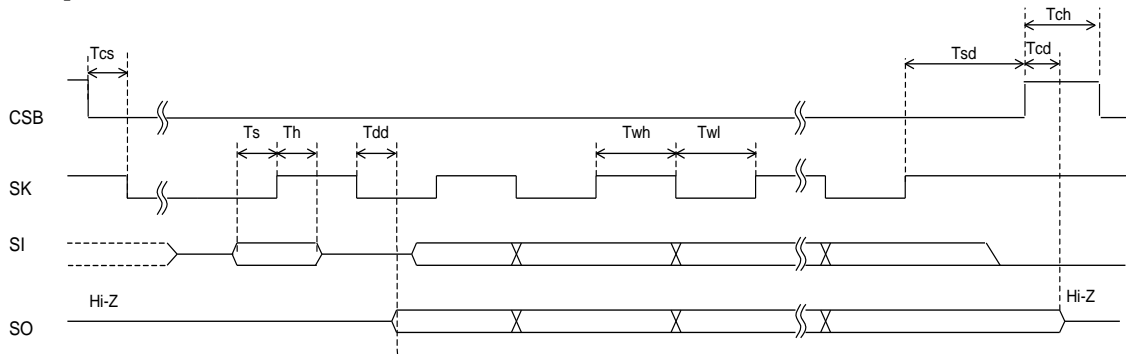 Tch
Tcs
Tsd
Tcd
CSB
Ts
Th
Tdd
Twh
Twl
SK
SI
Hi-Z
Hi-Z
SO